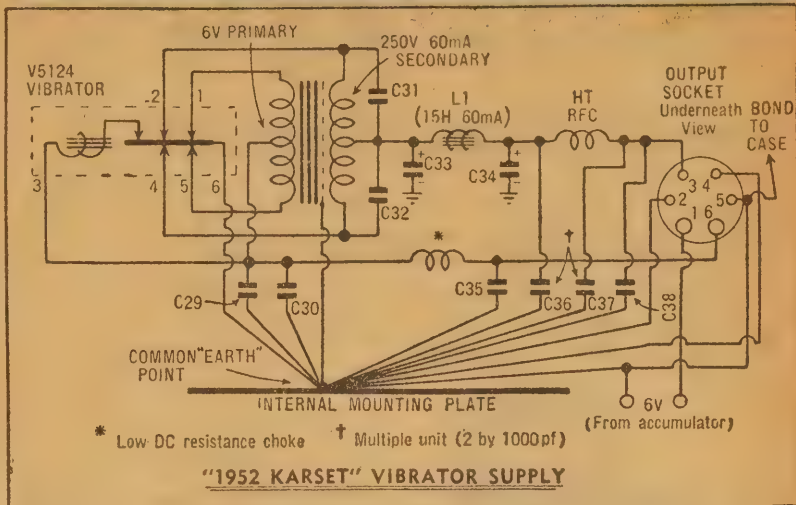 6V PRIMARY
250V 60mA
SECONDARY
V5124
VIBRATOR
2
1
C31
L1
(15H 60mA)
HT
RFC
OUTPUT
SOCKET
Underneath
View
BOND
TO
CASE
3
4
5
6
C33
C34
C32
3
4
2
5
1
6
*
†
C29
C30
C35
C36
C37
C38
COMMON "EARTH"
POINT
INTERNAL MOUNTING PLATE
6V
(From accumulator)
* Low DC resistance choke
† Multiple unit (2 by 1000pf)
"1952 KARSET" VIBRATOR SUPPLY